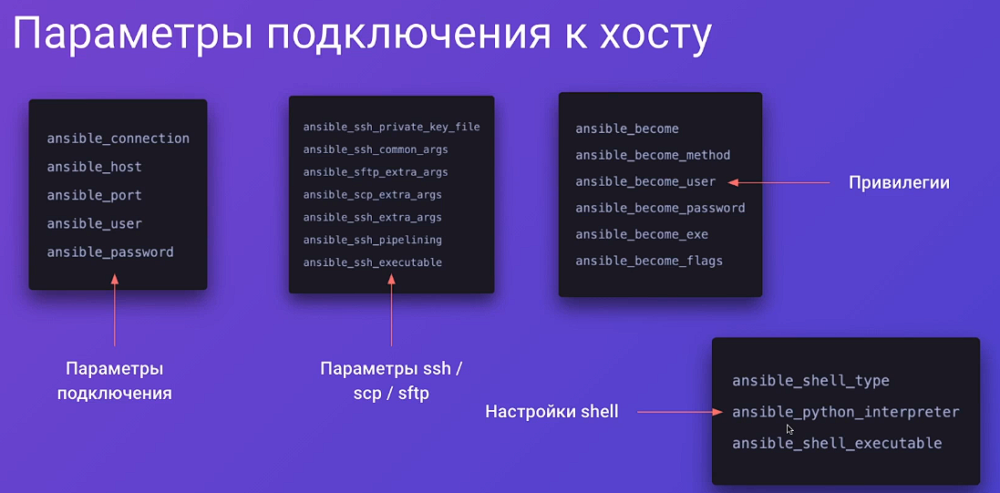 Параметры подключения к хосту
ansible_connection
ansible_host
ansible_port
ansible_user
ansible_password
Параметры
подключения
ansible_ssh_private_key_file
ansible_ssh_common_args
ansible_sftp_extra_args
ansible_scp_extra_args
ansible_ssh_extra_args
ansible_ssh_pipelining
ansible_ssh_executable
Параметры ssh /
scp / sftp
ansible_become
ansible_become_method
ansible_become_user
ansible_become_password
ansible_become_exe
ansible_become_flags
Привилегии
Настройки shell
ansible_shell_type
ansible_python_interpreter
ansible_shell_executable